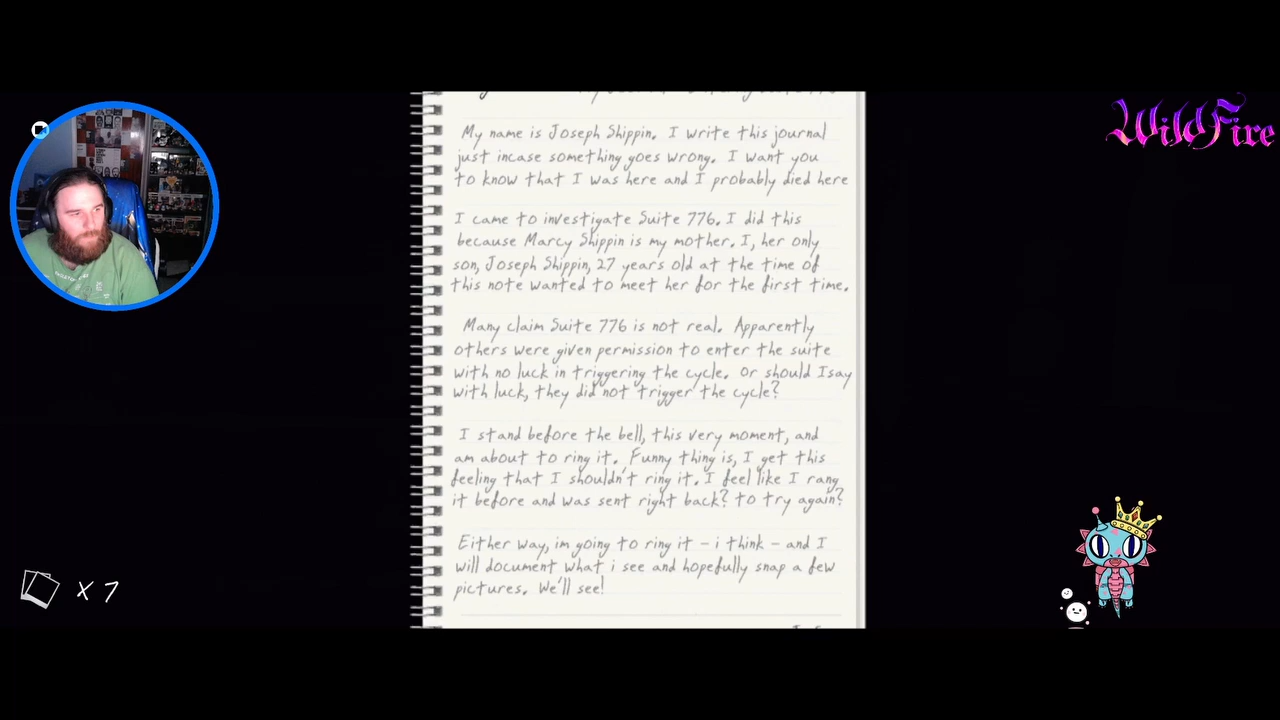 My name is Joseph Shippin. I write this journal
just incase something goes wrong. I want you
to know that I was here and I probably died here
I came to investigate Suite 776. I did this
because Marcy Shippin is my mother. I, her only
son, Joseph Shippin, 27 years old at the time of
this note wanted to meet her for the first time.
Many claim Suite 776 is not real. Apparently
others were given permission to enter the suite
with no luck in triggering the cycle. Or should I say
with luck, they did not trigger the cycle?
I stand before the bell, this very moment, and
am about to ring it. Funny thing is, I get this
feeling that I shouldn't ring it. I feel like I rang
it before and was sent right back? to try again?
Either way, im going to ring it - i think - and I
will document what i see and hopefully snap a few
pictures. We'll see!
X 7
WildFire